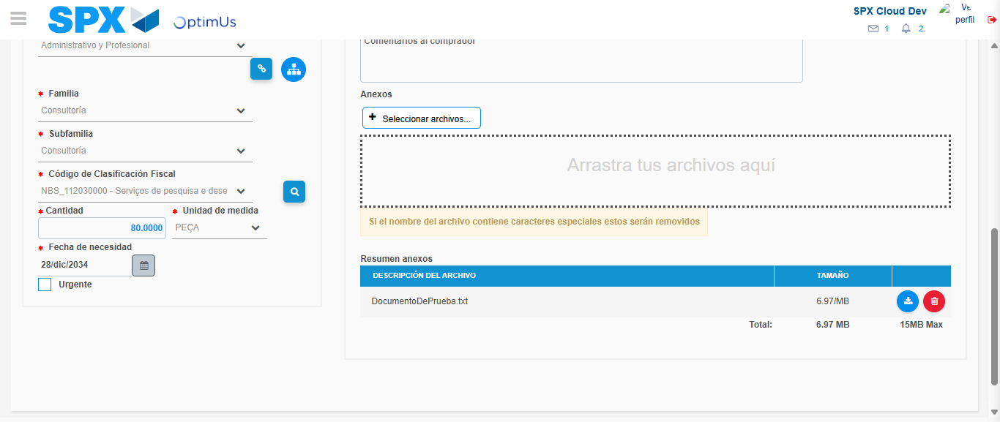 SPX OptimUs
SPX Cloud Dev
Ve
perfil
1 2
Administrativo y Profesional
* Familia
Consultoría
* Subfamilia
Consultoría
* Código de Clasificación Fiscal
NBS_112030000 - Serviços de pesquisa e dese
* Cantidad * Unidad de medida
80.0000 PEÇA
* Fecha de necesidad
28/dic/2034
Urgente
Comentarios al comprador
Anexos
+ Seleccionar archivos...
Arrastra tus archivos aquí
Si el nombre del archivo contiene caracteres especiales estos serán removidos
Resumen anexos
DESCRIPCIÓN DEL ARCHIVO TAMAÑO
DocumentoDePrueba.txt 6.97/MB
Total: 6.97 MB 15MB Max